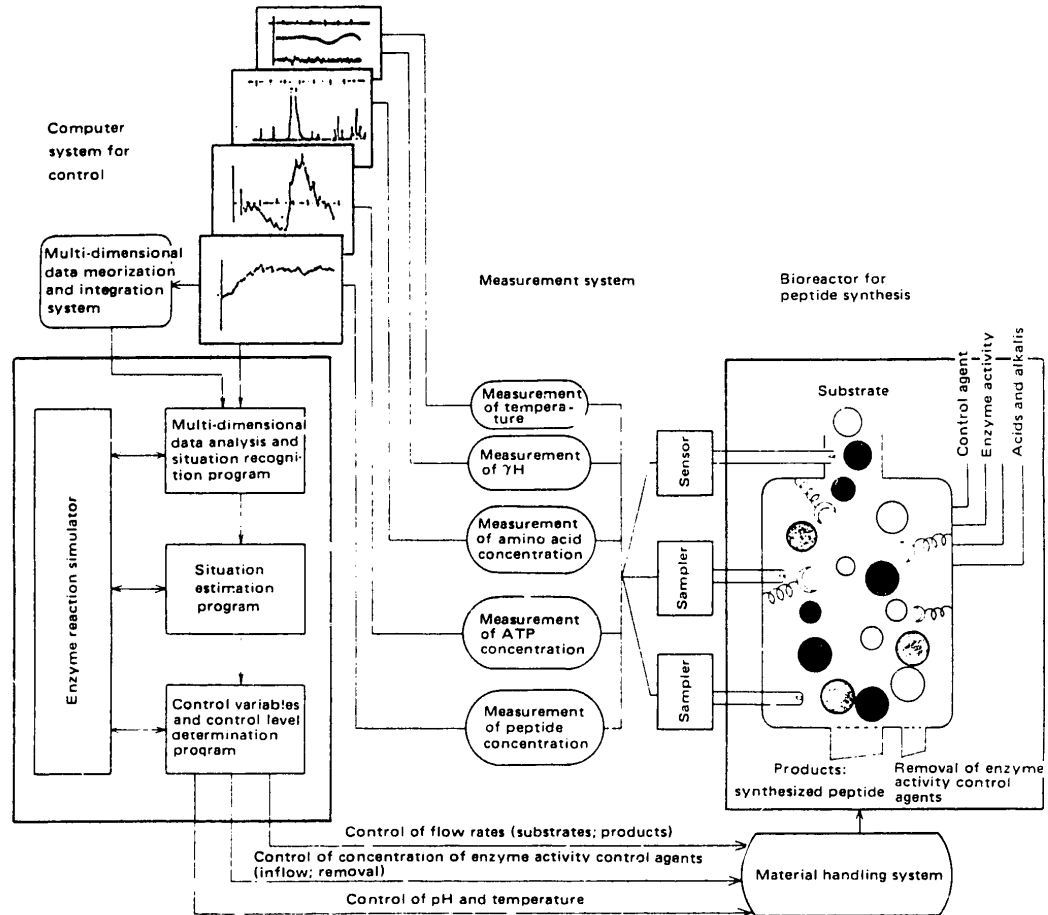 Computer
system for
control
Multi-dimensional
data meorization
and integration
system
Measurement system
Bioreactor for
peptide synthesis
Enzyme reaction simulator
Multi-dimensional
data analysis and
situation recogni-
tion program
Situation
estimation
program
Control variables
and control level
determination
program
Measurement
of tempera-
ture
Measurement
of γH
Measurement
of amino acid
concentration
Measurement
of ATP
concentration
Measurement
of peptide
concentration
Sensor
Sampler
Sampler
Substrate
Control agent
Enzyme activity
Acids and alkalis
Products:
synthesized peptide
Removal of enzyme
activity control
agents
Control of flow rates (substrates; products)
Control of concentration of enzyme activity control agents
(inflow; removal)
Control of pH and temperature
Material handling system